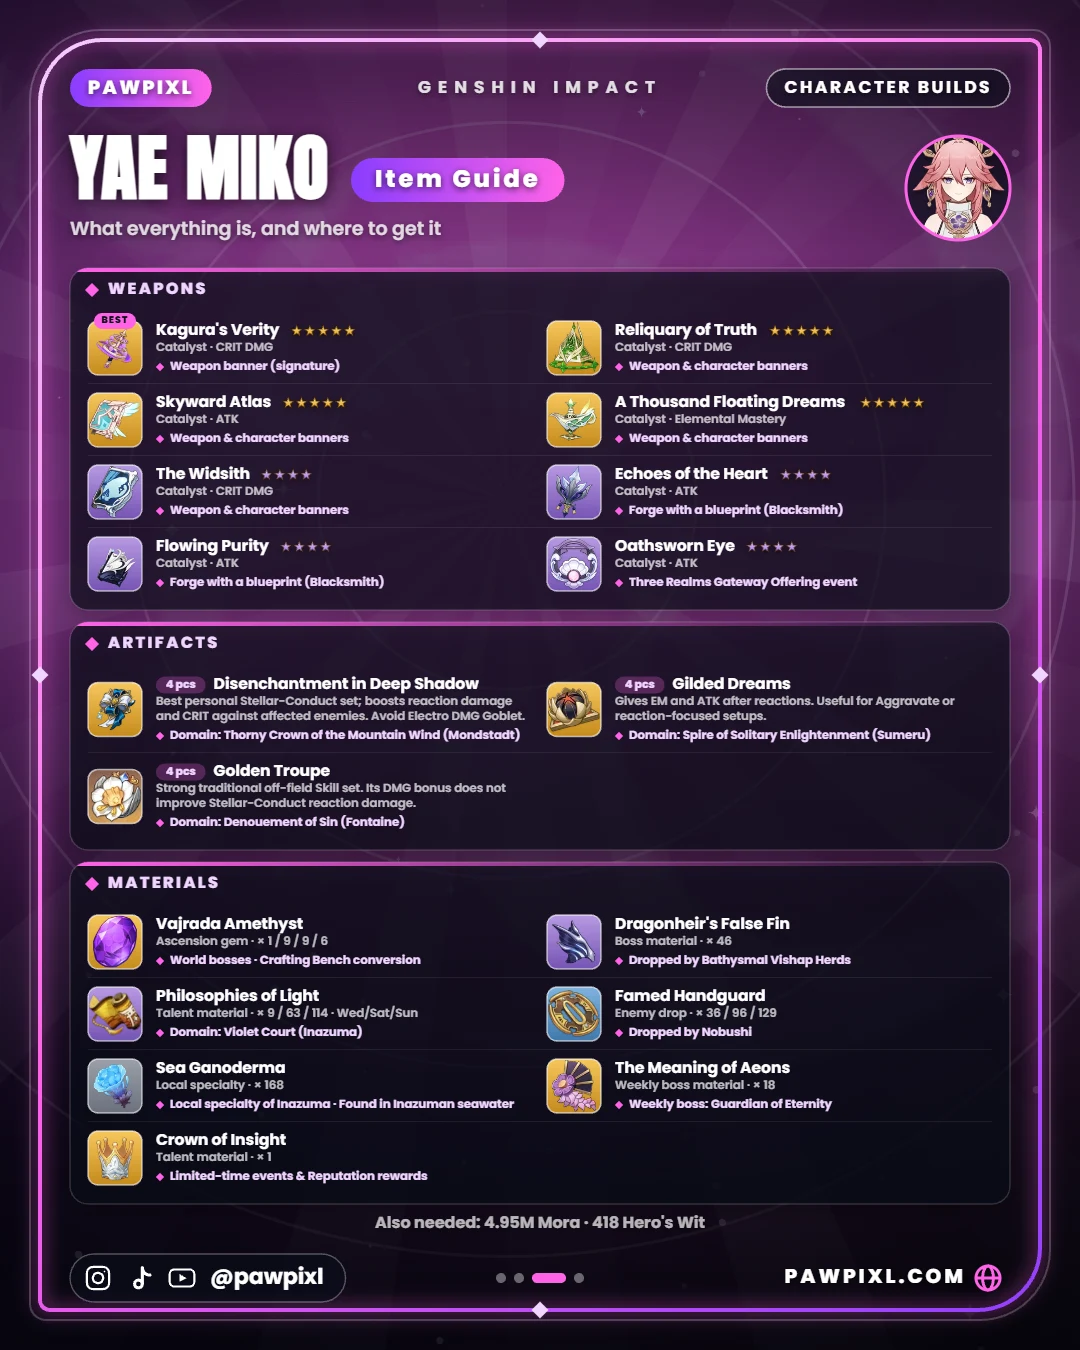 PAWPIXL
GENSHIN IMPACT
CHARACTER BUILDS
YAE MIKO
Item Guide
What everything is, and where to get it
WEAPONS
BEST
Kagura's Verity ★★★★★
Catalyst · CRIT DMG
Weapon banner (signature)
Reliquary of Truth ★★★★★
Catalyst · CRIT DMG
Weapon & character banners
Skyward Atlas ★★★★★
Catalyst · ATK
Weapon & character banners
A Thousand Floating Dreams ★★★★★
Catalyst · Elemental Mastery
Weapon & character banners
The Widsith ★★★★
Catalyst · CRIT DMG
Weapon & character banners
Echoes of the Heart ★★★★
Catalyst · ATK
Forge with a blueprint (Blacksmith)
Flowing Purity ★★★★
Catalyst · ATK
Forge with a blueprint (Blacksmith)
Oathsworn Eye ★★★★
Catalyst · ATK
Three Realms Gateway Offering event
ARTIFACTS
4 pcs Disenchantment in Deep Shadow
Best personal Stellar-Conduct set; boosts reaction damage
and CRIT against affected enemies. Avoid Electro DMG Goblet.
Domain: Thorny Crown of the Mountain Wind (Mondstadt)
4 pcs Gilded Dreams
Gives EM and ATK after reactions. Useful for Aggravate or
reaction-focused setups.
Domain: Spire of Solitary Enlightenment (Sumeru)
4 pcs Golden Troupe
Strong traditional off-field Skill set. Its DMG bonus does not
improve Stellar-Conduct reaction damage.
Domain: Denouement of Sin (Fontaine)
MATERIALS
Vajrada Amethyst
Ascension gem · × 1 / 9 / 9 / 6
World bosses · Crafting Bench conversion
Dragonheir's False Fin
Boss material · × 46
Dropped by Bathysmal Vishap Herds
Philosophies of Light
Talent material · × 9 / 63 / 114 · Wed/Sat/Sun
Domain: Violet Court (Inazuma)
Famed Handguard
Enemy drop · × 36 / 96 / 129
Dropped by Nobushi
Sea Ganoderma
Local specialty · × 168
Local specialty of Inazuma · Found in Inazuman seawater
The Meaning of Aeons
Weekly boss material · × 18
Weekly boss: Guardian of Eternity
Crown of Insight
Talent material · × 1
Limited-time events & Reputation rewards
Also needed: 4.95M Mora · 418 Hero's Wit
@pawpixl
PAWPIXL.COM